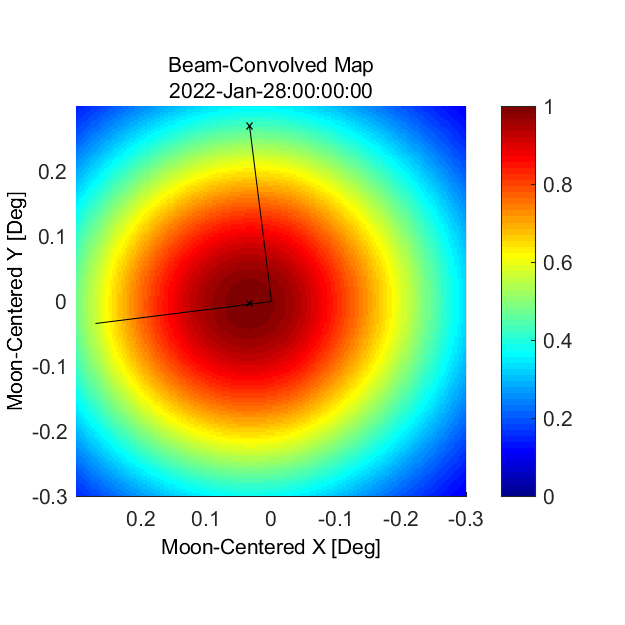 Beam-Convolved Map
2022-Jan-28:00:00:00:00
Moon-Centered Y [Deg]
0.2
0.1
0
-0.1
-0.2
-0.3
0.2 0.1 0 -0.1 -0.2 -0.3
Moon-Centered X [Deg]
1
0.8
0.6
0.4
0.2
0